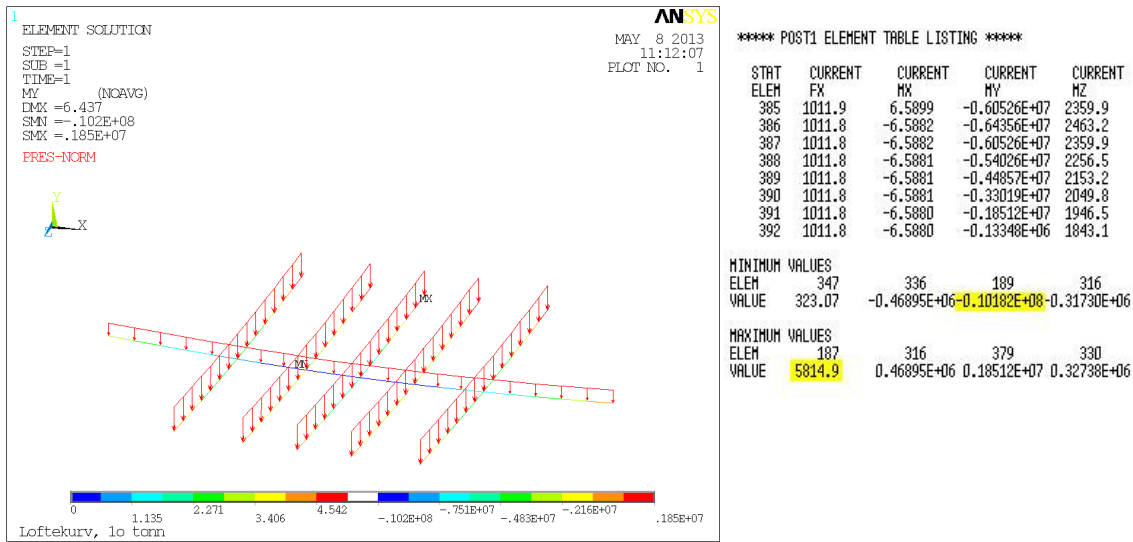 1
ANSYS
ELEMENT SOLUTION
MAY 8 2013
11:12:07
PLOT NO. 1
STEP=1
SUB =1
TIME=1
MY (NOAVG)
DMX =6.437
SMN =-.102E+08
SMX =.185E+07
PRES-NORM
Y
X
Z
MX
MN
0 1.135 2.271 3.406 4.542 -.102E+08 -.751E+07 -.483E+07 -.216E+07 .185E+07
Loftekurv, 1o tonn
***** POST1 ELEMENT TABLE LISTING *****
STAT CURRENT CURRENT CURRENT CURRENT
ELEM FX MX MY MZ
385 1011.9 6.5899 -0.60526E+07 2359.9
386 1011.8 -6.5882 -0.64356E+07 2463.2
387 1011.8 -6.5882 -0.60526E+07 2359.9
388 1011.8 -6.5881 -0.54026E+07 2256.5
389 1011.8 -6.5881 -0.44857E+07 2153.2
390 1011.8 -6.5881 -0.33019E+07 2049.8
391 1011.8 -6.5880 -0.18512E+07 1946.5
392 1011.8 -6.5880 -0.13348E+06 1843.1
MINIMUM VALUES
ELEM 347 336 189 316
VALUE 323.07 -0.46895E+06-0.10182E+08-0.31730E+06
MAXIMUM VALUES
ELEM 187 316 379 330
VALUE 5814.9 0.46895E+06 0.18512E+07 0.32738E+06